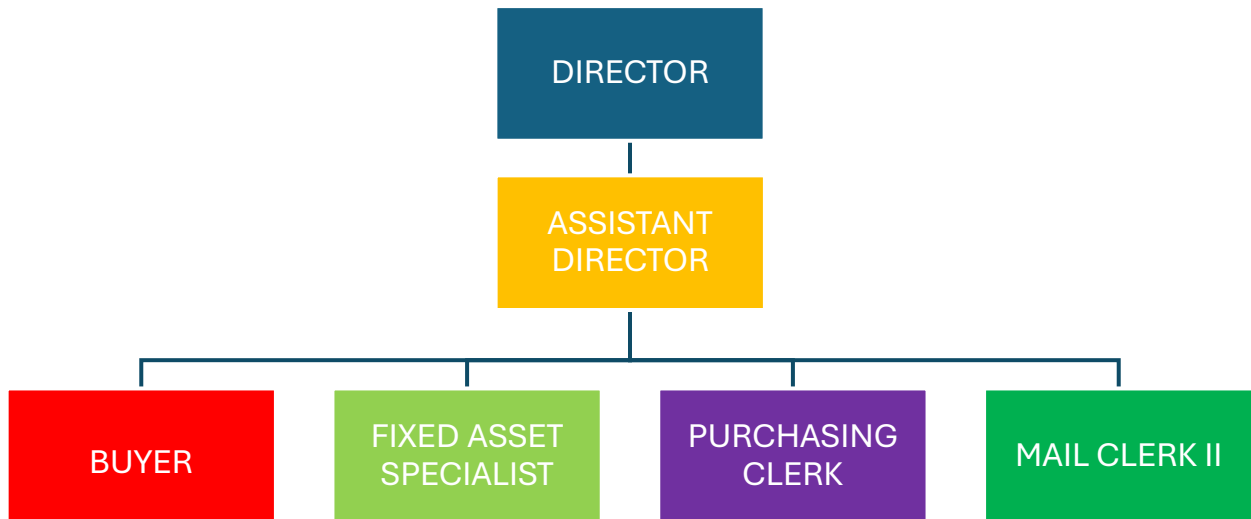 DIRECTOR
ASSISTANT
DIRECTOR
BUYER
FIXED ASSET
SPECIALIST
PURCHASING
CLERK
MAIL CLERK II